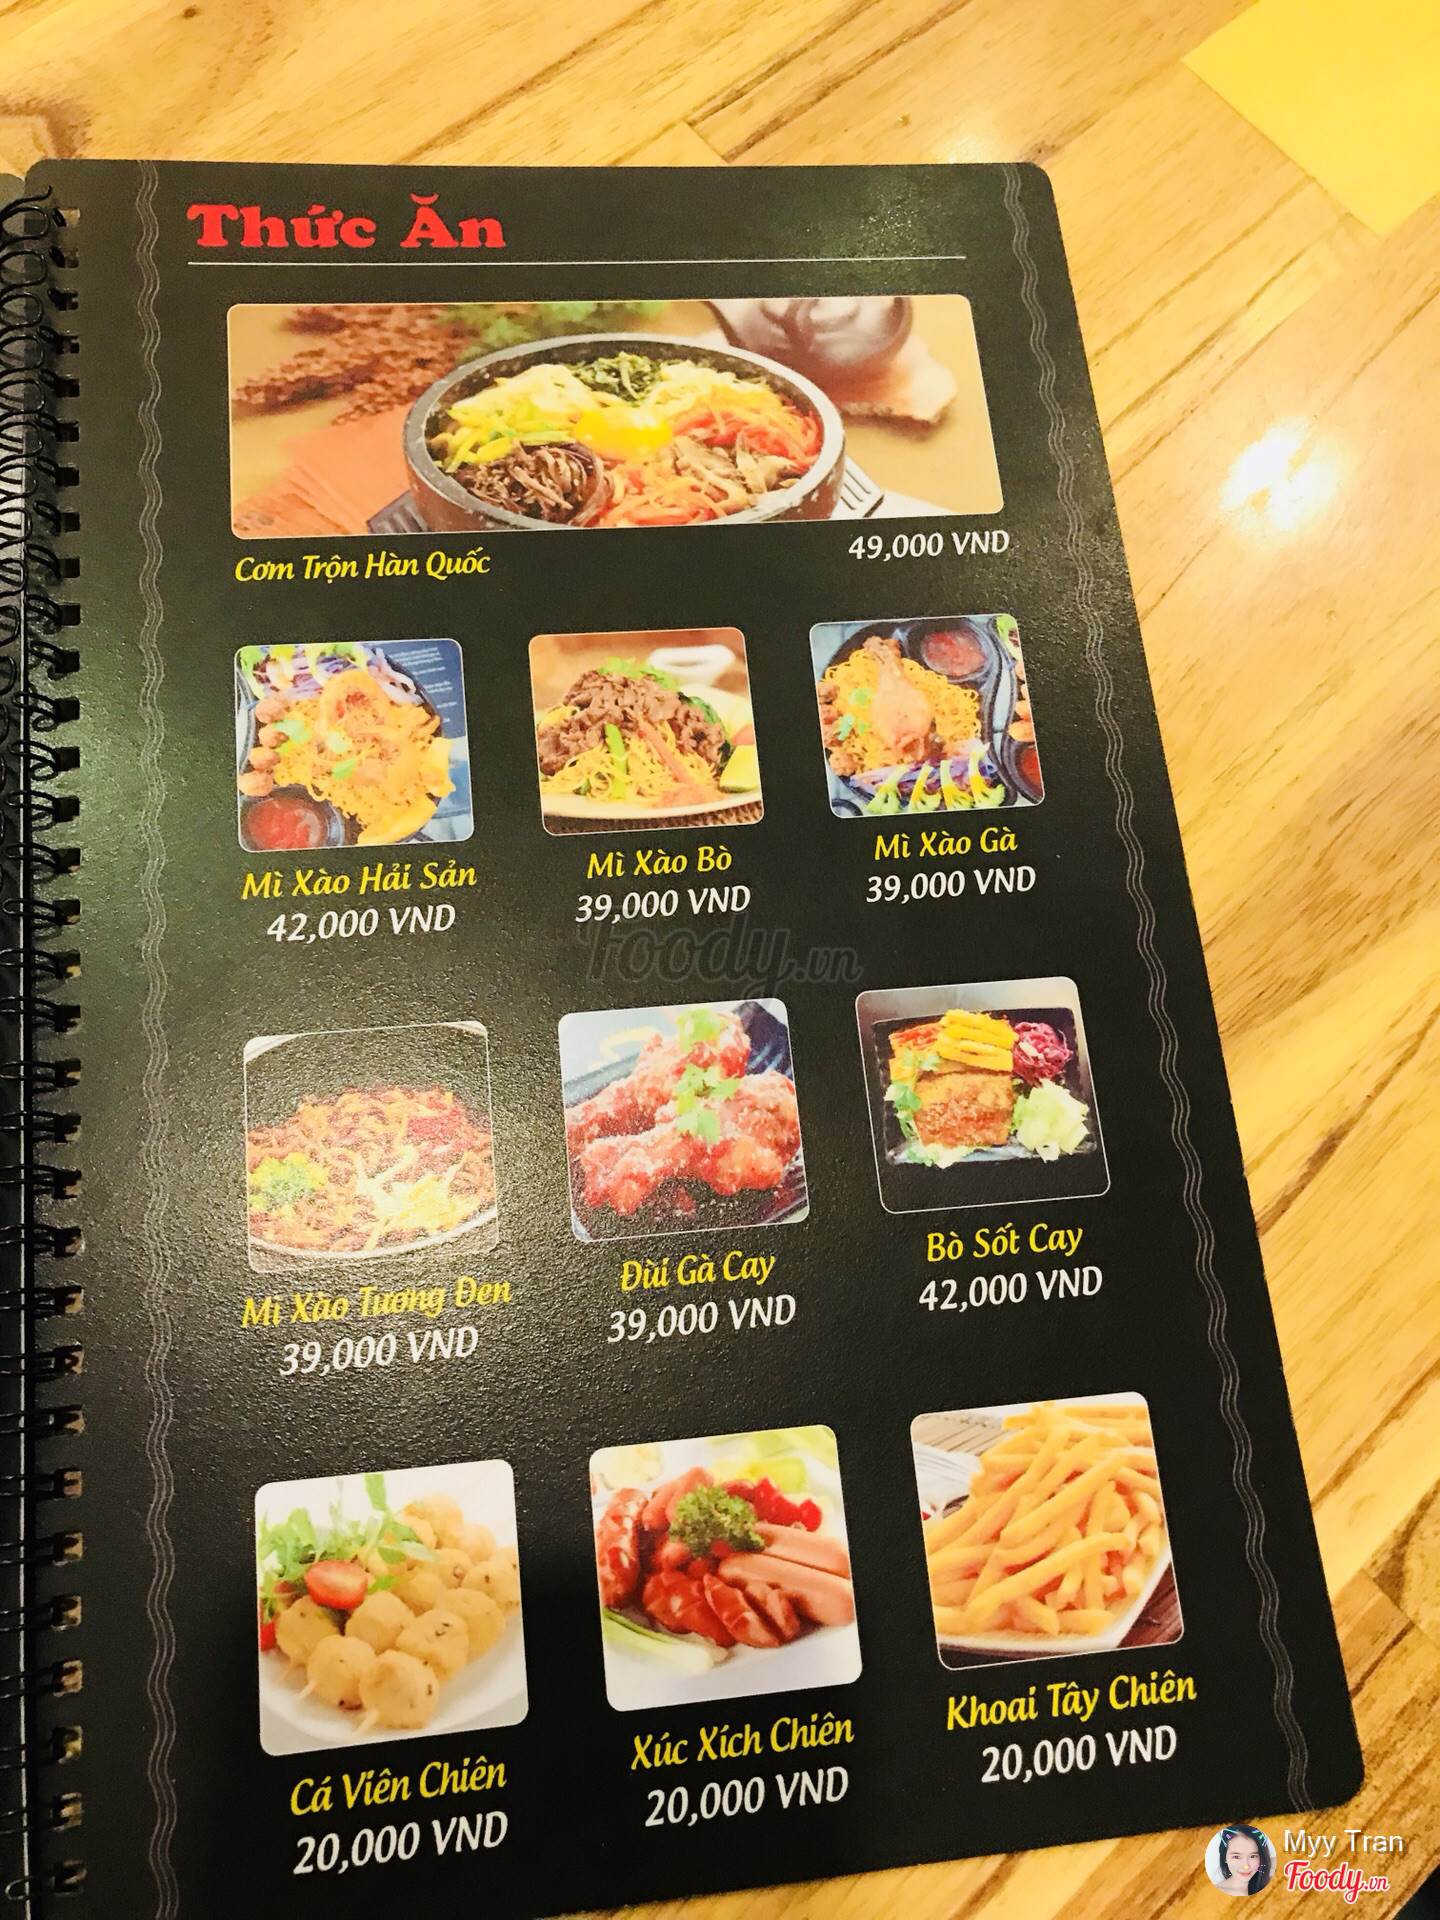 Thức Ăn
Cơm Trộn Hàn Quốc
49,000 VND
Mì Xào Hải Sản
42,000 VND
Mì Xào Bò
39,000 VND
Mì Xào Gà
39,000 VND
Foody.vn
Mì Xào Tương Đen
39,000 VND
Đùi Gà Cay
39,000 VND
Bò Sốt Cay
42,000 VND
Cá Viên Chiên
20,000 VND
Xúc Xích Chiên
20,000 VND
Khoai Tây Chiên
20,000 VND
Myy Tran
Foody.vn